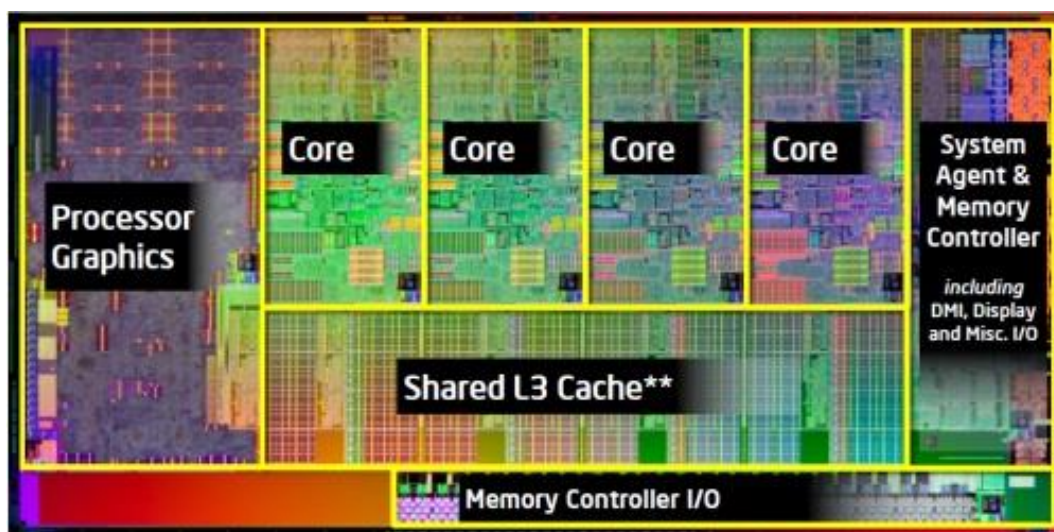 Processor
Graphics
Core
Core
Core
Core
System
Agent &
Memory
Controller
including
DMI, Display
and Misc. I/O
Shared L3 Cache**
Memory Controller I/O